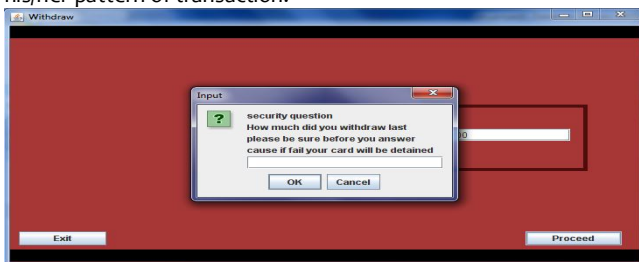 his/her pattern of transaction.
Withdraw
Input
security question
How much did you withdraw last
please be sure before you answer
cause if fail your card will be detained
00
OK Cancel
Exit Proceed